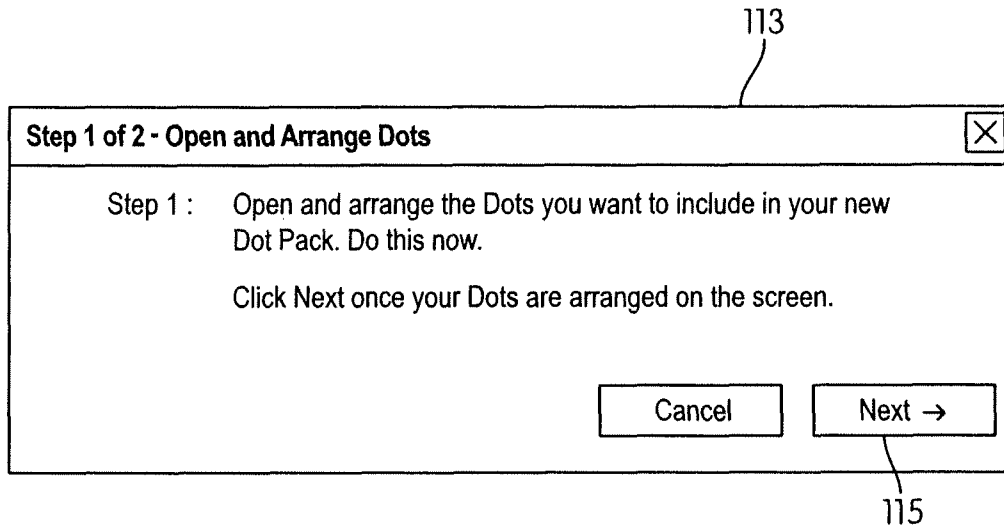 113
Step 1 of 2 - Open and Arrange Dots
Step 1 : Open and arrange the Dots you want to include in your new
Dot Pack. Do this now.
Click Next once your Dots are arranged on the screen.
Cancel Next →
115